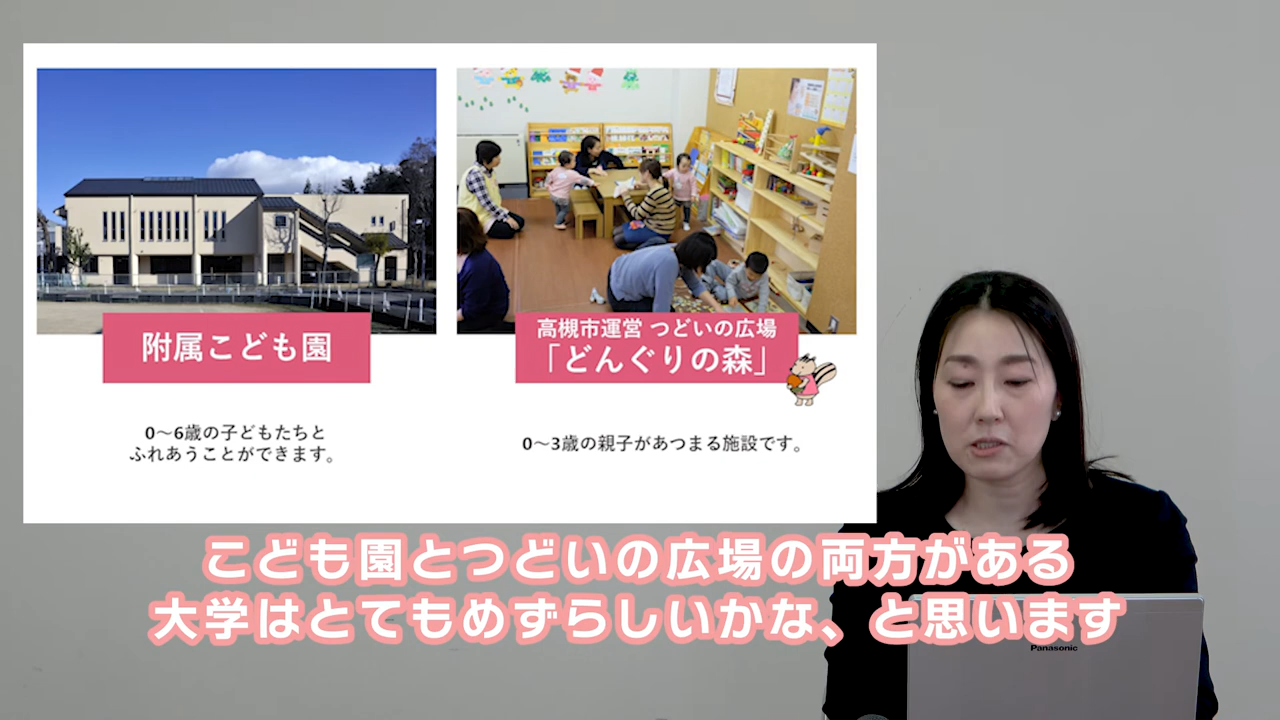 附属こども園
0〜6歳の子どもたちと
ふれあうことができます。
高槻市運営 つどいの広場
「どんぐりの森」
0〜3歳の親子があつまる施設です。
こども園とつどいの広場の両方がある
大学はとてもめずらしいかな、と思います
Panasonic